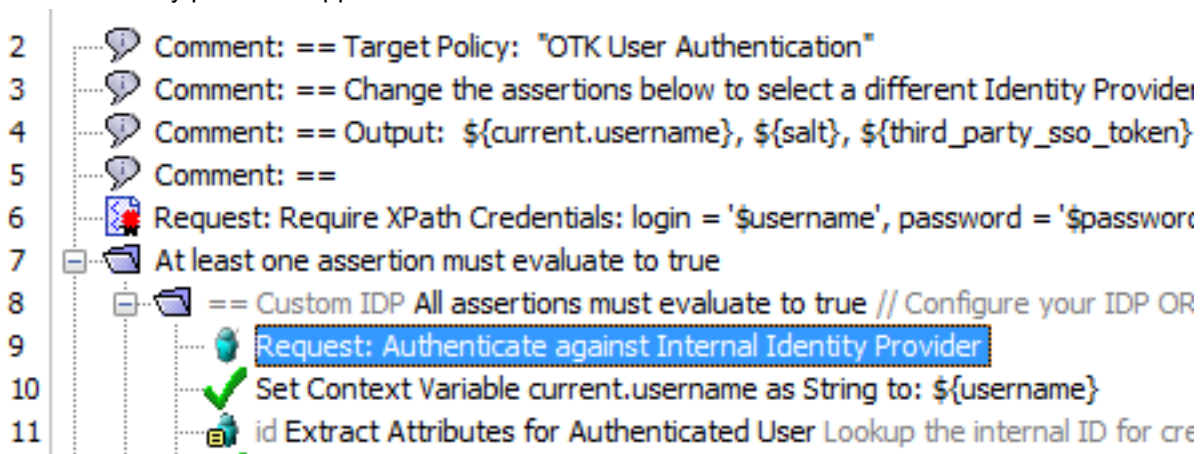 2 Comment: == Target Policy: "OTK User Authentication"
3 Comment: == Change the assertions below to select a different Identity Provider
4 Comment: == Output: ${current.username}, ${salt}, ${third_party_sso_token}
5 Comment: ==
6 Request: Require XPath Credentials: login = '$username', password = '$password
7 At least one assertion must evaluate to true
8 == Custom IDP All assertions must evaluate to true // Configure your IDP OR
9 Request: Authenticate against Internal Identity Provider
10 Set Context Variable current.username as String to: ${username}
11 id Extract Attributes for Authenticated User Lookup the internal ID for cre